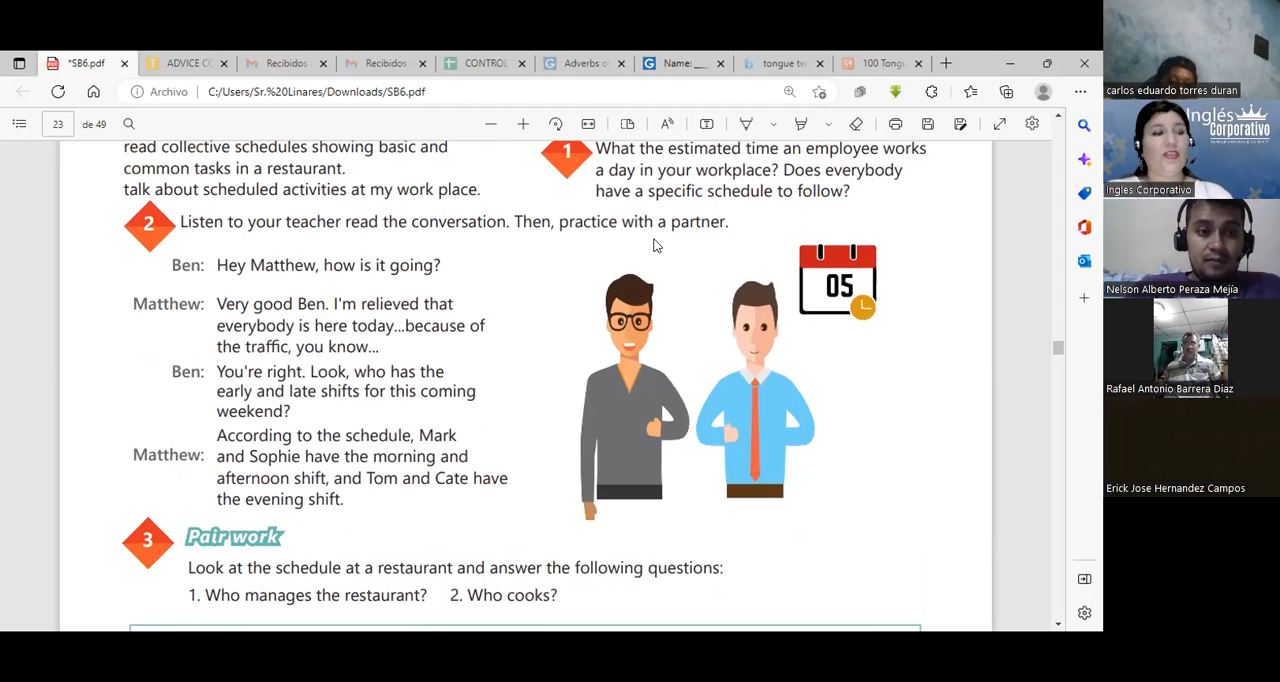 *SB6.pdf
ADVICE CO
Recibidos
Recibidos
CONTROL
Adverbs o
Name: ___
tongue tw
100 Tongu
Archivo
C:/Users/Sr.%20Linares/Downloads/SB6.pdf
23
de 49
read collective schedules showing basic and
common tasks in a restaurant.
talk about scheduled activities at my work place.
1
What the estimated time an employee works
a day in your workplace? Does everybody
have a specific schedule to follow?
2
Listen to your teacher read the conversation. Then, practice with a partner.
Ben: Hey Matthew, how is it going?
Matthew: Very good Ben. I'm relieved that
everybody is here today...because of
the traffic, you know...
Ben: You're right. Look, who has the
early and late shifts for this coming
weekend?
According to the schedule, Mark
Matthew: and Sophie have the morning and
afternoon shift, and Tom and Cate have
the evening shift.
05
3
Pair work
Look at the schedule at a restaurant and answer the following questions:
1. Who manages the restaurant? 2. Who cooks?
carlos eduardo torres duran
Inglés
Corporativo
Ingles Corporativo
Nelson Alberto Peraza Mejía
Rafael Antonio Barrera Diaz
Erick Jose Hernandez Campos